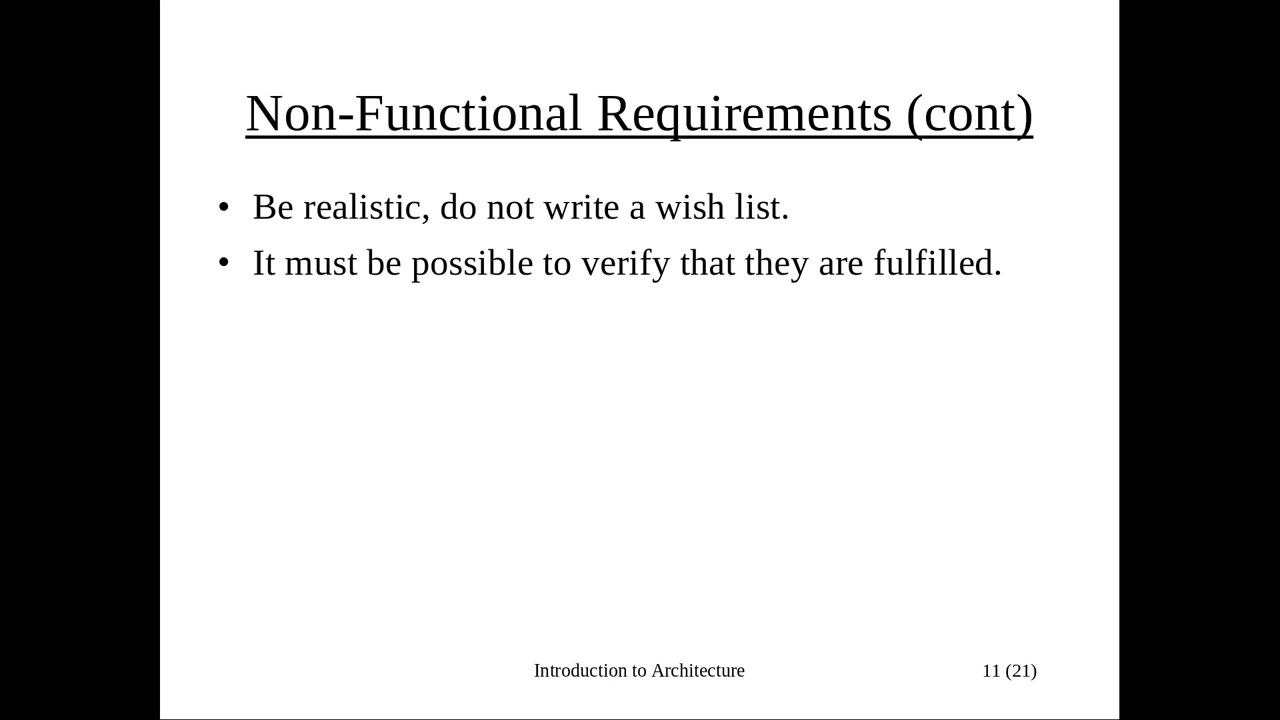 Non-Functional Requirements (cont)
• Be realistic, do not write a wish list.
• It must be possible to verify that they are fulfilled.
Introduction to Architecture
11 (21)